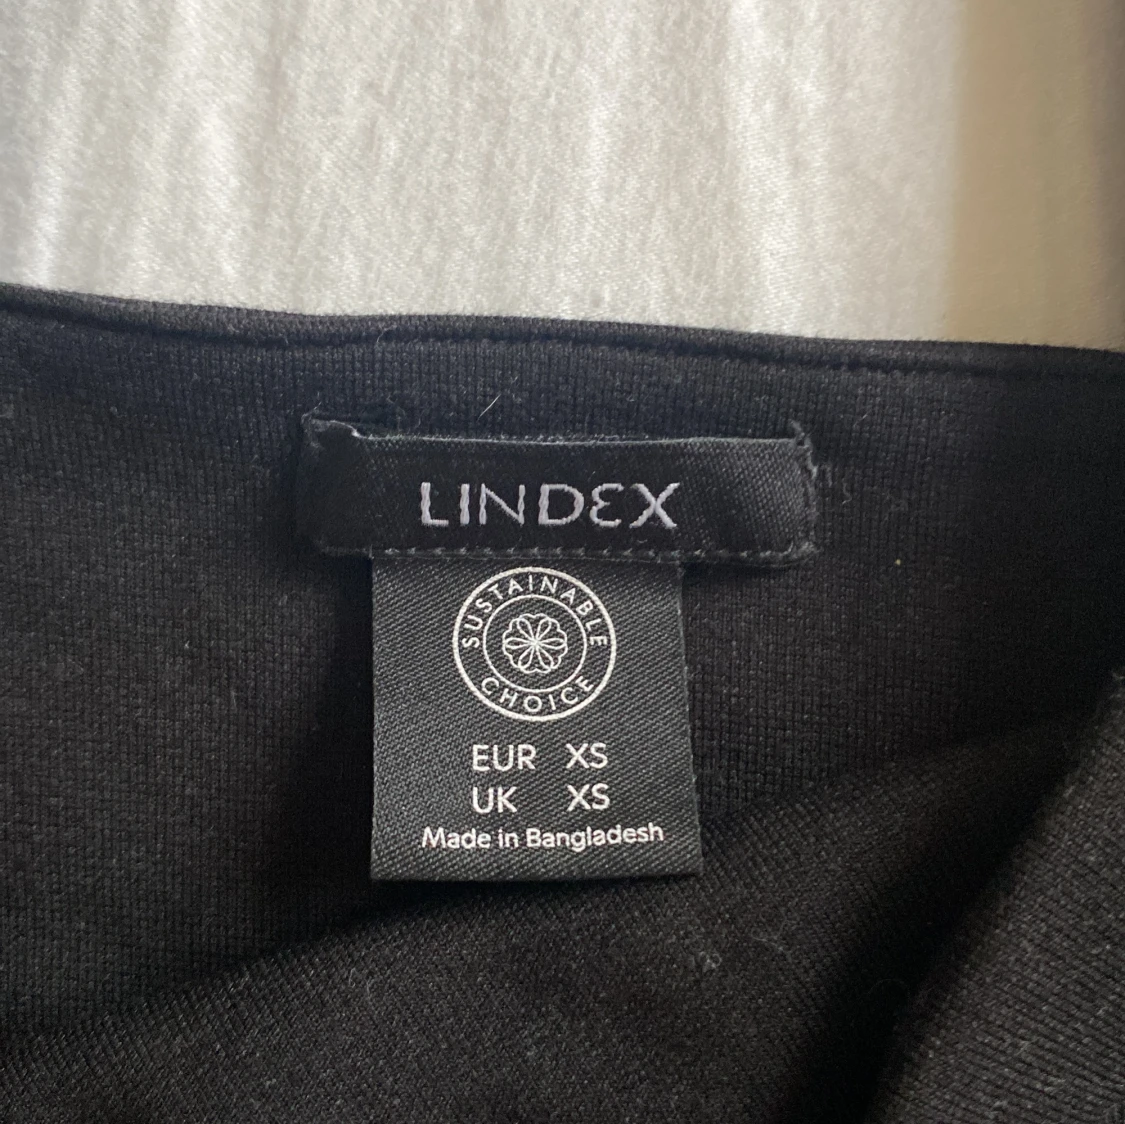 LINDEX
SUSTAINABLE
CHOICE
EUR XS
UK XS
Made in Bangladesh